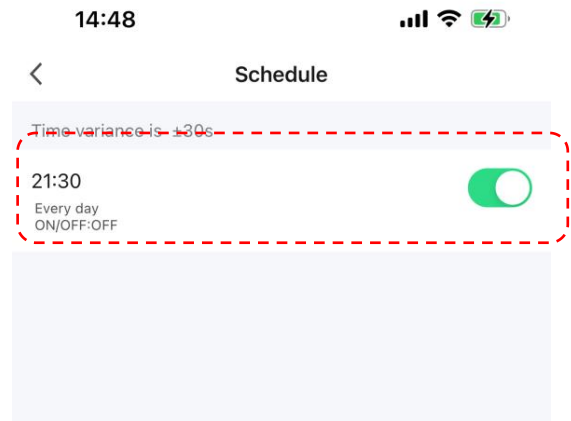 14:48
Schedule
Time variance is ±30s
21:30
Every day
ON/OFF:OFF